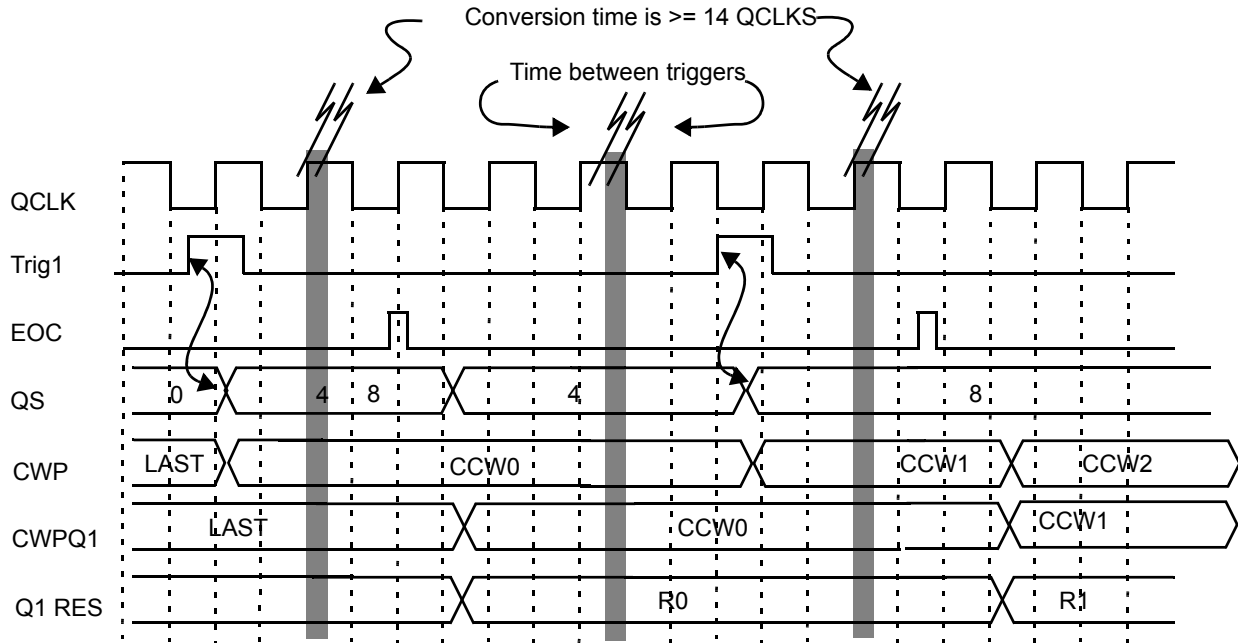 Conversion time is >= 14 QCLKS
Time between triggers
QCLK
Trig1
EOC
QS 0 4 8 4 8
CWP LAST CCW0 CCW1 CCW2
CWPQ1 LAST CCW0 CCW1
Q1 RES R0 R1